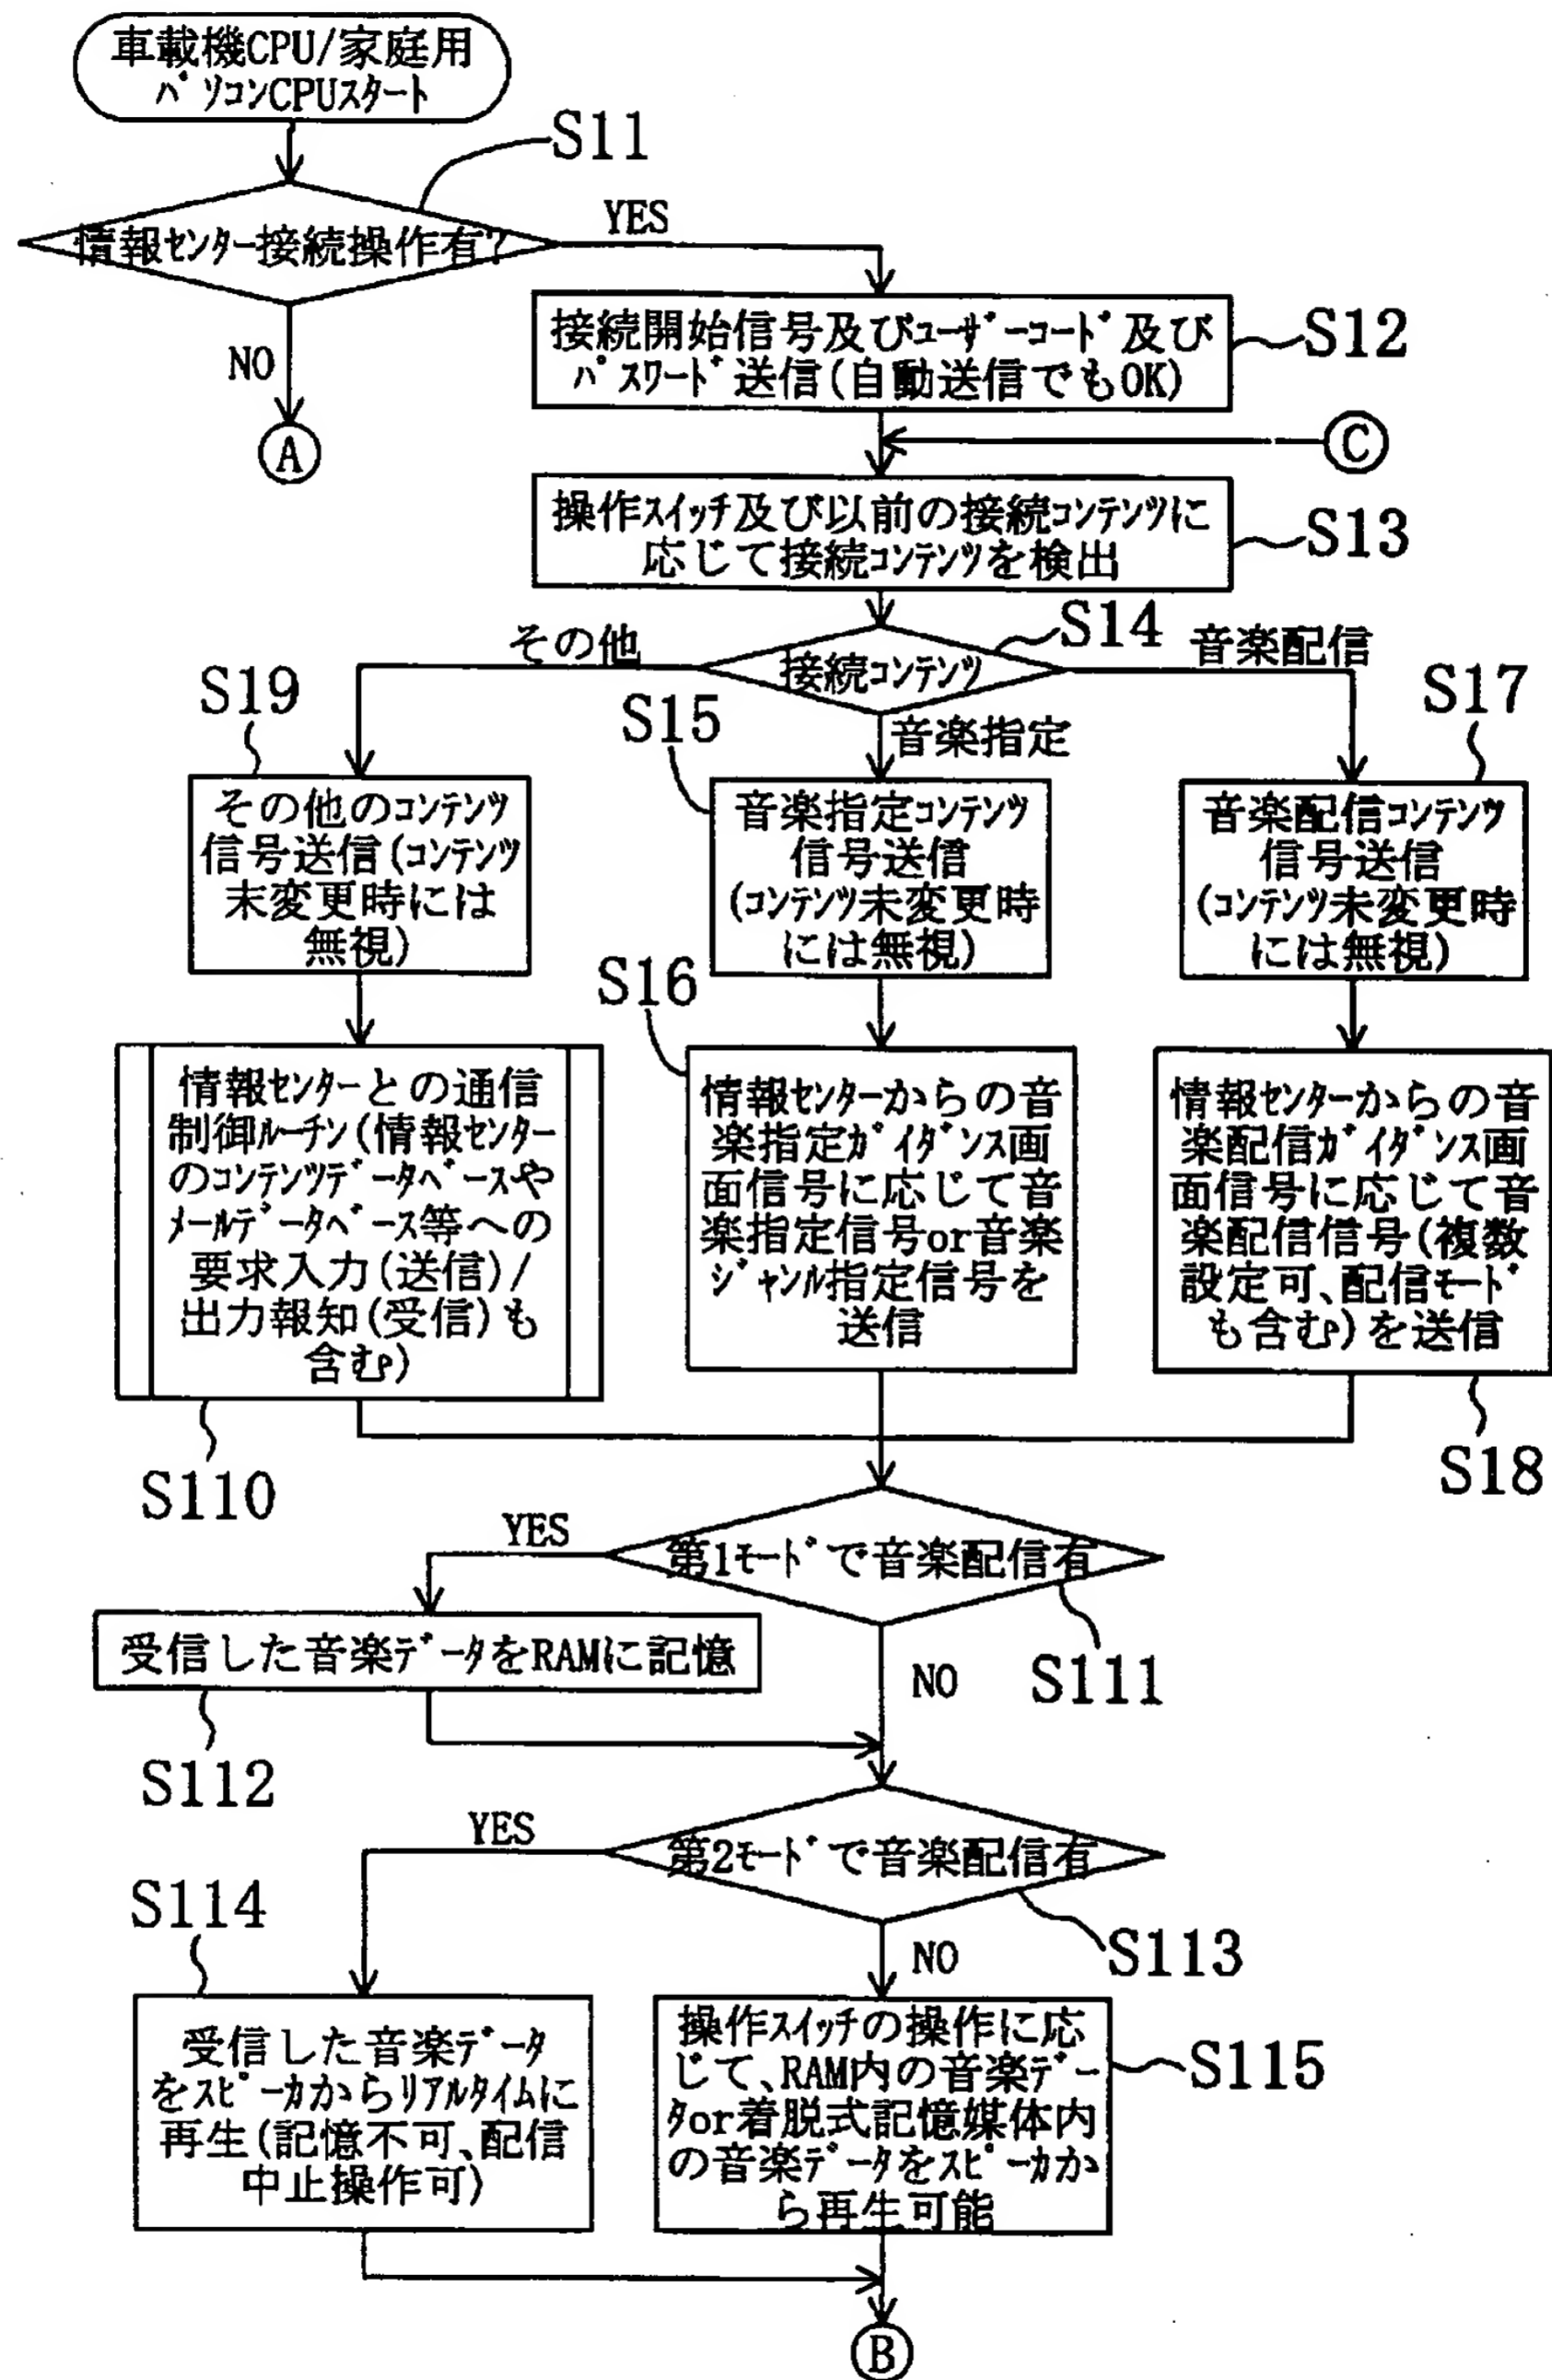 車載機CPU/家庭用
ﾊﾟｿｺﾝCPUｽﾀｰﾄ
S11
情報ｾﾝﾀｰ接続操作有?
YES
NO
A
接続開始信号及びﾕｰｻﾞｰｺｰﾄﾞ及び
ﾊﾟｽﾜｰﾄﾞ送信(自動送信でもOK)
S12
C
操作ｽｲｯﾁ及び以前の接続ｺﾝﾃﾝﾂに
応じて接続ｺﾝﾃﾝﾂを検出
S13
接続ｺﾝﾃﾝﾂ
S14
その他
音楽指定
音楽配信
S19
その他のｺﾝﾃﾝﾂ
信号送信(ｺﾝﾃﾝﾂ
末変更時には
無視)
S15
音楽指定ｺﾝﾃﾝﾂ
信号送信
(ｺﾝﾃﾝﾂ未変更時
には無視)
S17
音楽配信ｺﾝﾃﾝﾂ
信号送信
(ｺﾝﾃﾝﾂ未変更時
には無視)
情報ｾﾝﾀｰとの通信
制御ﾙｰﾁﾝ(情報ｾﾝﾀｰ
のｺﾝﾃﾝﾂﾃﾞｰﾀﾍﾞｰｽや
ﾒｰﾙﾃﾞｰﾀﾍﾞｰｽ等への
要求入力(送信)/
出力報知(受信)も
含む)
S110
S16
情報ｾﾝﾀｰからの音
楽指定ｶﾞｲﾀﾞﾝｽ画
面信号に応じて音
楽指定信号or音楽
ｼﾞｬﾝﾙ指定信号を
送信
情報ｾﾝﾀｰからの音
楽配信ｶﾞｲﾀﾞﾝｽ画
面信号に応じて音
楽配信信号(複数
設定可、配信ﾓｰﾄﾞ
も含む)を送信
S18
第1ﾓｰﾄﾞで音楽配信有
S111
YES
NO
受信した音楽ﾃﾞｰﾀをRAMに記憶
S112
第2ﾓｰﾄﾞで音楽配信有
S113
YES
NO
S114
受信した音楽ﾃﾞｰﾀ
をｽﾋﾟｰｶからﾘｱﾙﾀｲﾑに
再生(記憶不可、配信
中止操作可)
操作ｽｲｯﾁの操作に応
じて、RAM内の音楽ﾃﾞｰ
ﾀor着脱式記憶媒体内
の音楽ﾃﾞｰﾀをｽﾋﾟｰｶか
ら再生可能
S115
B